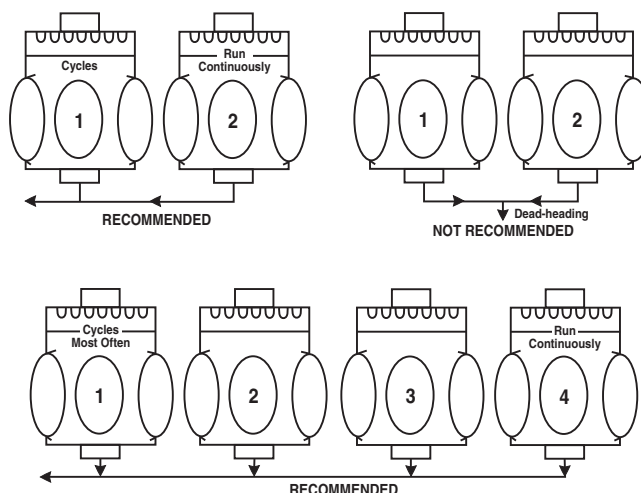 Cycles
1
Run
Continuously
2
RECOMMENDED
1
2
Dead-heading
NOT RECOMMENDED
Cycles
Most Often
1
2
3
Run
Continuously
4
RECOMMENDED